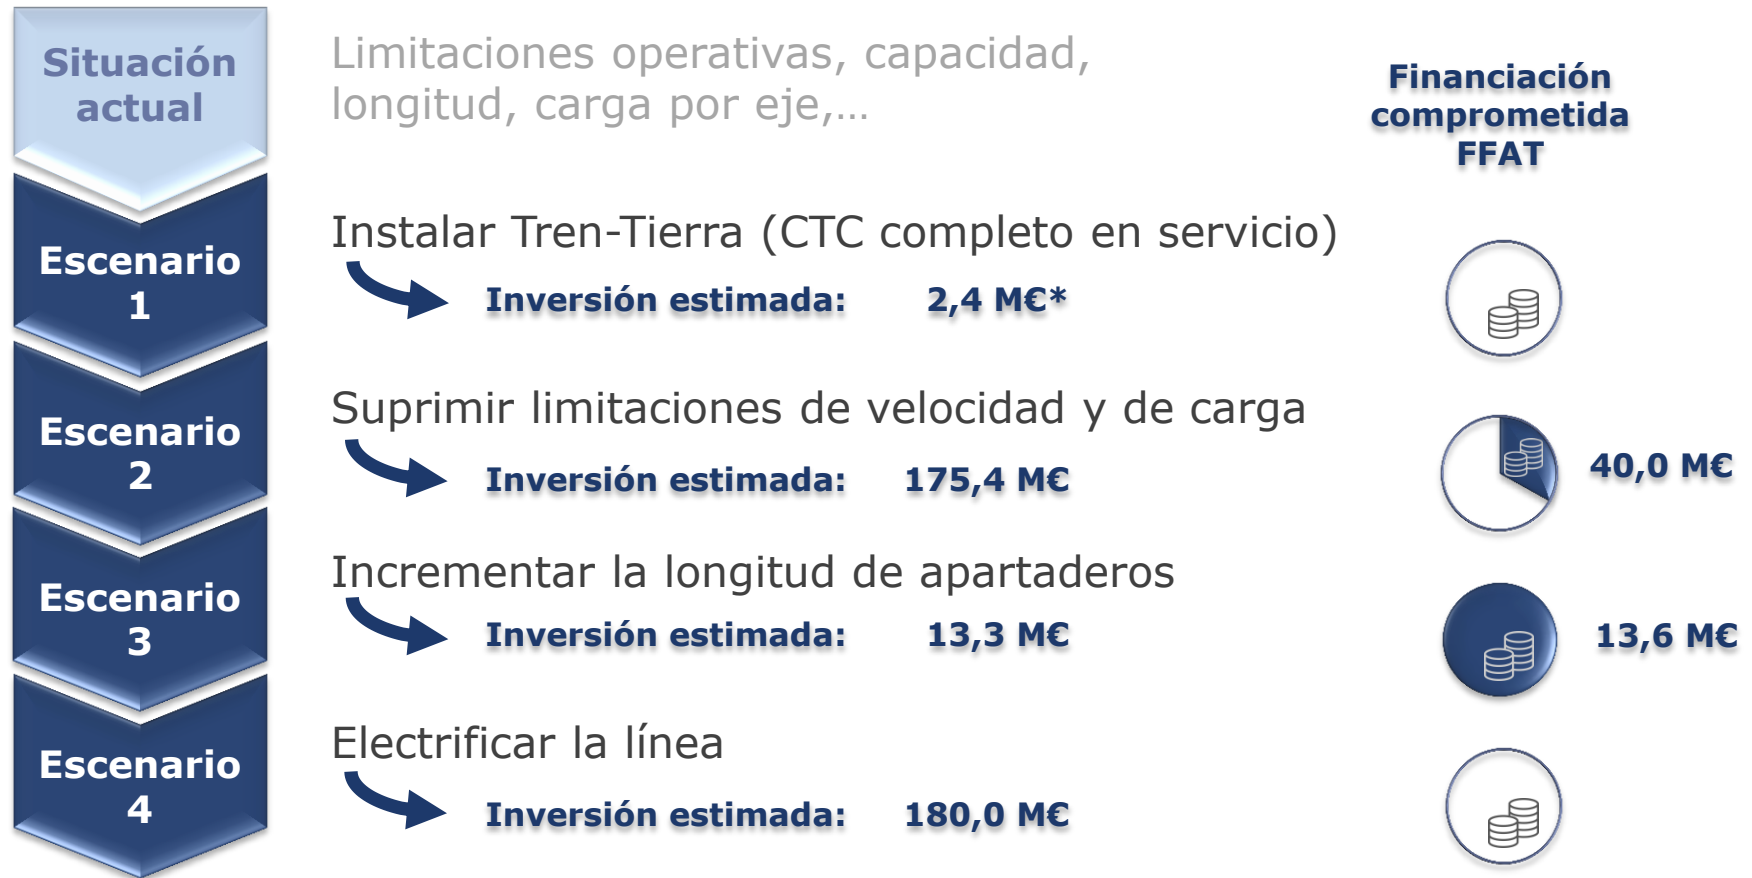 Situación
actual
Limitaciones operativas, capacidad,
longitud, carga por eje,...
Financiación
comprometida
FFAT
Escenario
1
Instalar Tren-Tierra (CTC completo en servicio)
Inversión estimada: 2,4 M€*
Escenario
2
Suprimir limitaciones de velocidad y de carga
Inversión estimada: 175,4 M€
40,0 M€
Escenario
3
Incrementar la longitud de apartaderos
Inversión estimada: 13,3 M€
13,6 M€
Escenario
4
Electrificar la línea
Inversión estimada: 180,0 M€